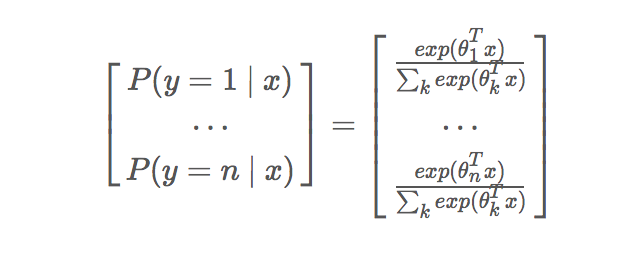 [P(y = 1 | x) ... P(y = n | x)] = [exp(θ_1^T x) / ∑_k exp(θ_k^T x) ... exp(θ_n^T x) / ∑_k exp(θ_k^T x)]